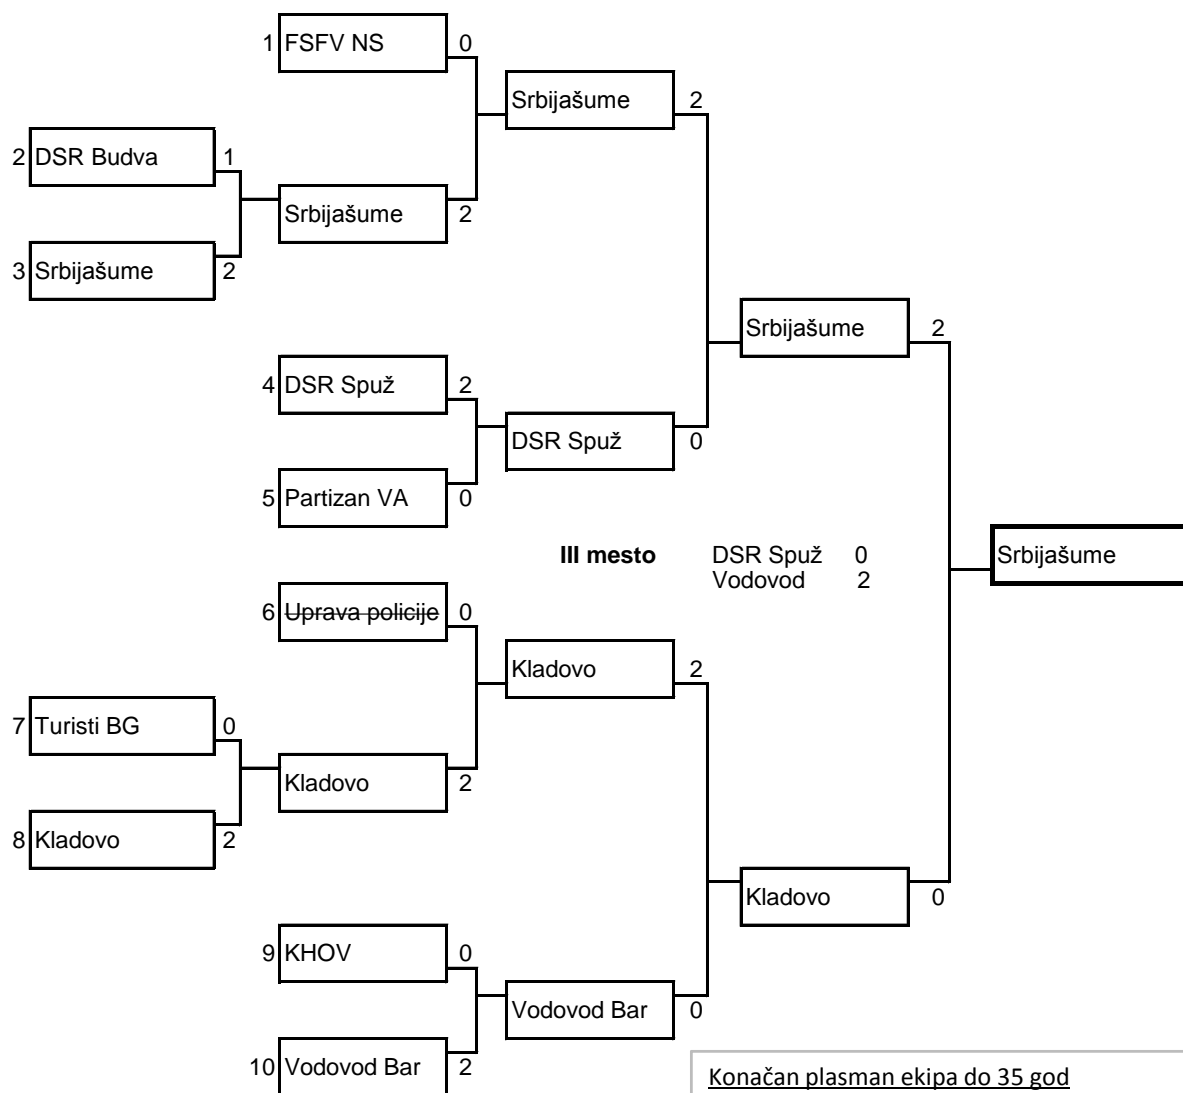 1 FSFV NS 0
Srbijašume 2
2 DSR Budva 1
Srbijašume 2
3 Srbijašume 2
Srbijašume 2
4 DSR Spuž 2
DSR Spuž 0
5 Partizan VA 0
III mesto DSR Spuž 0
Vodovod 2
Srbijašume
6 Uprava policije 0
Kladovo 2
7 Turisti BG 0
Kladovo 2
8 Kladovo 2
Kladovo 0
9 KHOV 0
Vodovod Bar 0
10 Vodovod Bar 2
Konačan plasman ekipa do 35 god